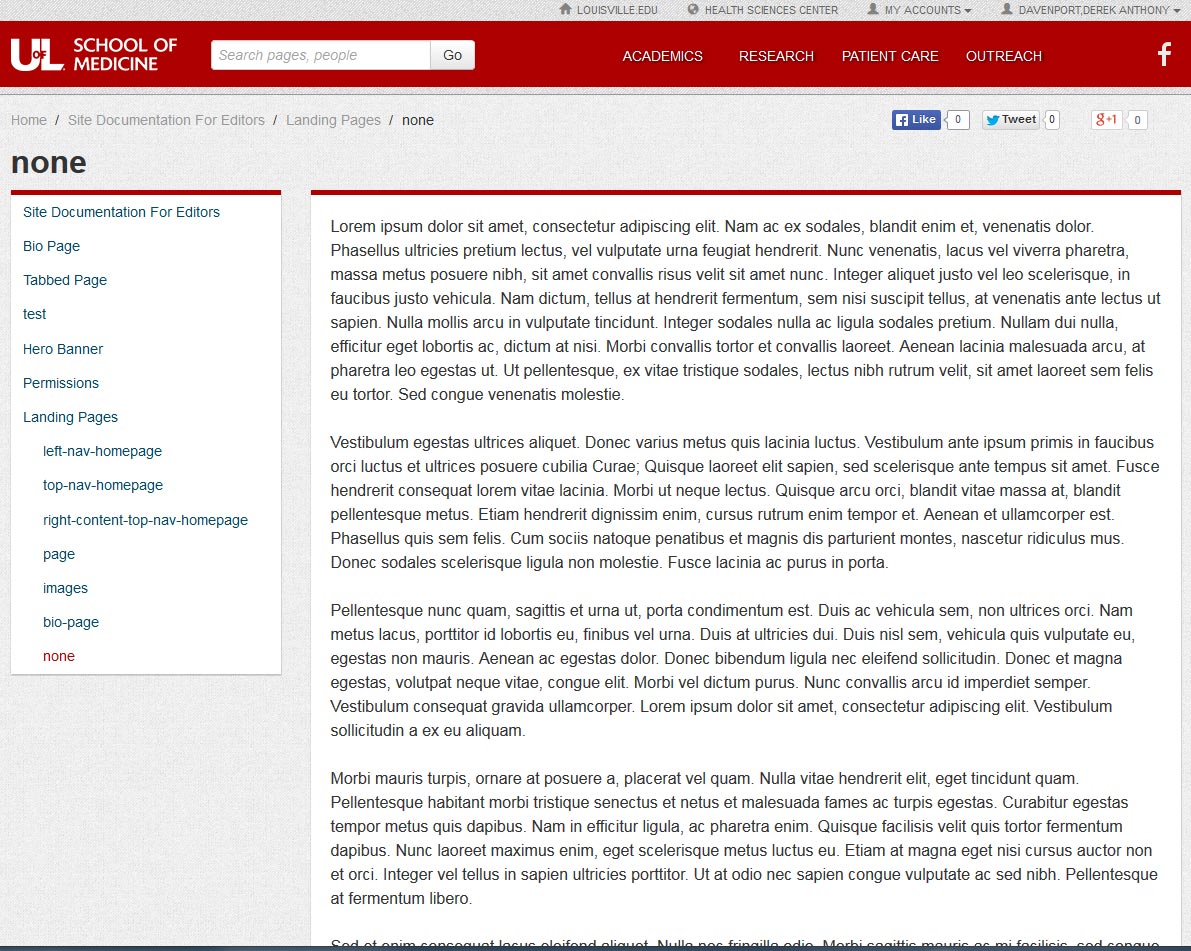 LOUISVILLE.EDU HEALTH SCIENCES CENTER MY ACCOUNTS DAVENPORT,DEREK ANTHONY
UofL SCHOOL OF MEDICINE
Search pages, people Go
ACADEMICS RESEARCH PATIENT CARE OUTREACH
Home / Site Documentation For Editors / Landing Pages / none
Like 0 Tweet 0 g+1 0
none
Site Documentation For Editors
Bio Page
Tabbed Page
test
Hero Banner
Permissions
Landing Pages
left-nav-homepage
top-nav-homepage
right-content-top-nav-homepage
page
images
bio-page
none
Lorem ipsum dolor sit amet, consectetur adipiscing elit. Nam ac ex sodales, blandit enim et, venenatis dolor.
Phasellus ultricies pretium lectus, vel vulputate urna feugiat hendrerit. Nunc venenatis, lacus vel viverra pharetra,
massa metus posuere nibh, sit amet convallis risus velit sit amet nunc. Integer aliquet justo vel leo scelerisque, in
faucibus justo vehicula. Nam dictum, tellus at hendrerit fermentum, sem nisi suscipit tellus, at venenatis ante lectus ut
sapien. Nulla mollis arcu in vulputate tincidunt. Integer sodales nulla ac ligula sodales pretium. Nullam dui nulla,
efficitur eget lobortis ac, dictum at nisi. Morbi convallis tortor et convallis laoreet. Aenean lacinia malesuada arcu, at
pharetra leo egestas ut. Ut pellentesque, ex vitae tristique sodales, lectus nibh rutrum velit, sit amet laoreet sem felis
eu tortor. Sed congue venenatis molestie.
Vestibulum egestas ultrices aliquet. Donec varius metus quis lacinia luctus. Vestibulum ante ipsum primis in faucibus
orci luctus et ultrices posuere cubilia Curae; Quisque laoreet elit sapien, sed scelerisque ante tempus sit amet. Fusce
hendrerit consequat lorem vitae lacinia. Morbi ut neque lectus. Quisque arcu orci, blandit vitae massa at, blandit
pellentesque metus. Etiam hendrerit dignissim enim, cursus rutrum enim tempor et. Aenean et ullamcorper est.
Phasellus quis sem felis. Cum sociis natoque penatibus et magnis dis parturient montes, nascetur ridiculus mus.
Donec sodales scelerisque ligula non molestie. Fusce lacinia ac purus in porta.
Pellentesque nunc quam, sagittis et urna ut, porta condimentum est. Duis ac vehicula sem, non ultrices orci. Nam
metus lacus, porttitor id lobortis eu, finibus vel urna. Duis at ultricies dui. Duis nisl sem, vehicula quis vulputate eu,
egestas non mauris. Aenean ac egestas dolor. Donec bibendum ligula nec eleifend sollicitudin. Donec et magna
egestas, volutpat neque vitae, congue elit. Morbi vel dictum purus. Nunc convallis arcu id imperdiet semper.
Vestibulum consequat gravida ullamcorper. Lorem ipsum dolor sit amet, consectetur adipiscing elit. Vestibulum
sollicitudin a ex eu aliquam.
Morbi mauris turpis, ornare at posuere a, placerat vel quam. Nulla vitae hendrerit elit, eget tincidunt quam.
Pellentesque habitant morbi tristique senectus et netus et malesuada fames ac turpis egestas. Curabitur egestas
tempor metus quis dapibus. Nam in efficitur ligula, ac pharetra enim. Quisque facilisis velit quis tortor fermentum
dapibus. Nunc laoreet maximus enim, eget scelerisque metus luctus eu. Etiam at magna eget nisi cursus auctor non
et orci. Integer vel tellus in sapien ultricies porttitor. Ut at odio nec sapien congue vulputate ac sed nibh. Pellentesque
at fermentum libero.
Sed et enim consequat lacus eleifend aliquet. Nulla nec fringilla odio. Morbi sagittis mauris ac mi facilisis, sed congue